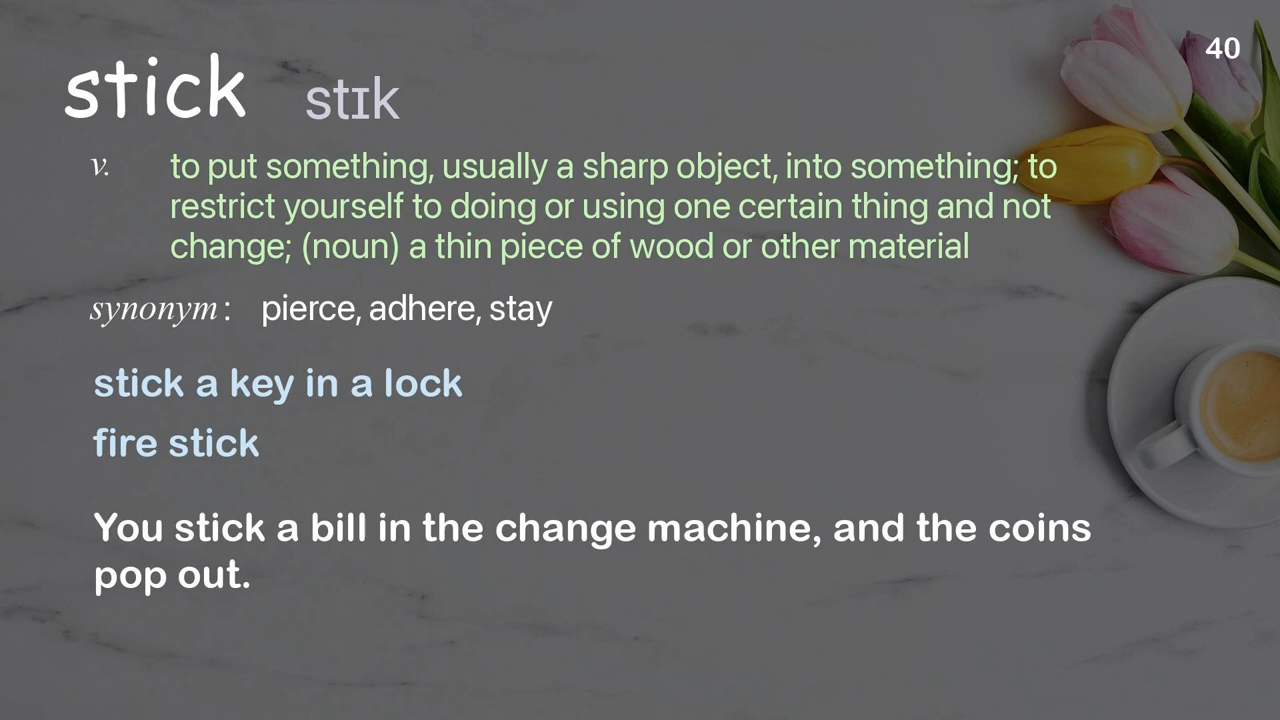 40
stick stɪk
v. to put something, usually a sharp object, into something; to
restrict yourself to doing or using one certain thing and not
change; (noun) a thin piece of wood or other material
synonym: pierce, adhere, stay
stick a key in a lock
fire stick
You stick a bill in the change machine, and the coins
pop out.